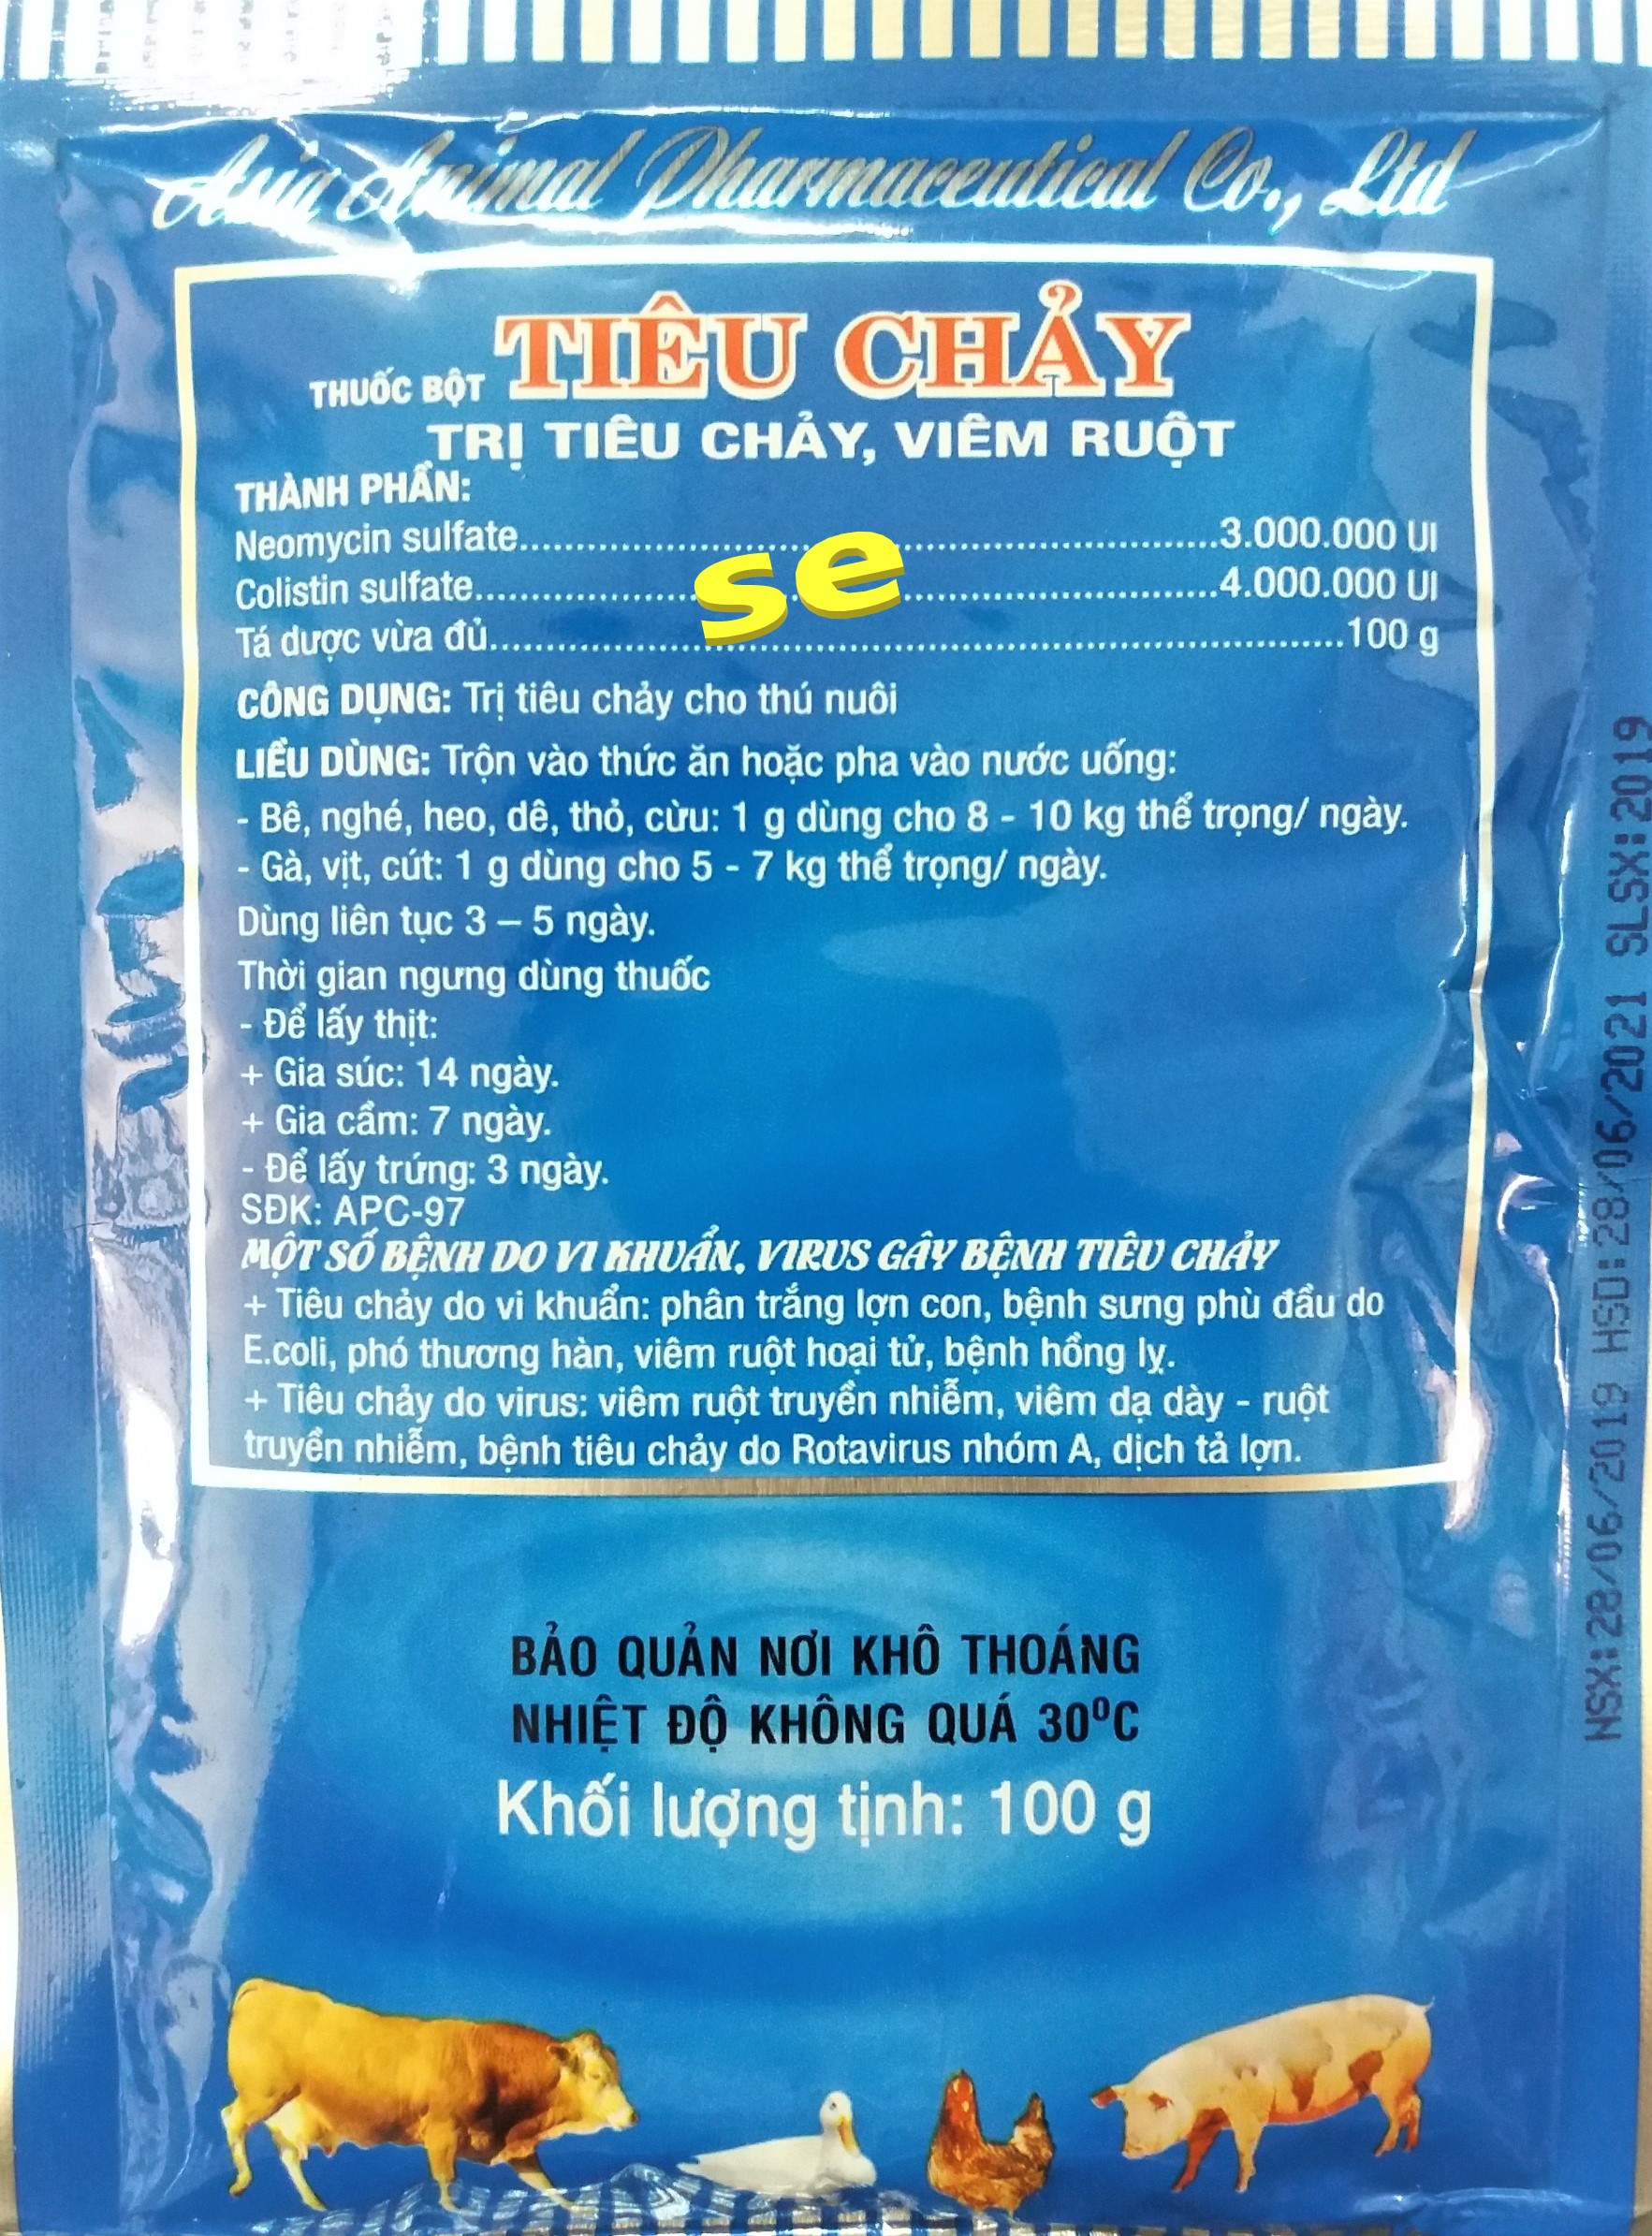 Asia Animal Pharmaceutical Co., Ltd
THUỐC BỘT TIÊU CHẢY
TRỊ TIÊU CHẢY, VIÊM RUỘT
THÀNH PHẦN:
Neomycin sulfate..........3.000.000 UI
Colistin sulfate..........4.000.000 UI
se
Tá dược vừa đủ..........100 g
CÔNG DỤNG: Trị tiêu chảy cho thú nuôi
LIỀU DÙNG: Trộn vào thức ăn hoặc pha vào nước uống:
- Bê, nghé, heo, dê, thỏ, cừu: 1 g dùng cho 8 - 10 kg thể trọng/ ngày.
- Gà, vịt, cút: 1 g dùng cho 5 - 7 kg thể trọng/ ngày.
Dùng liên tục 3 – 5 ngày.
Thời gian ngưng dùng thuốc
- Để lấy thịt:
+ Gia súc: 14 ngày.
+ Gia cầm: 7 ngày.
- Để lấy trứng: 3 ngày.
SĐK: APC-97
MỘT SỐ BỆNH DO VI KHUẨN, VIRUS GÂY BỆNH TIÊU CHẢY
+ Tiêu chảy do vi khuẩn: phân trắng lợn con, bệnh sưng phù đầu do
E.coli, phó thương hàn, viêm ruột hoại tử, bệnh hồng lỵ.
+ Tiêu chảy do virus: viêm ruột truyền nhiễm, viêm dạ dày - ruột
truyền nhiễm, bệnh tiêu chảy do Rotavirus nhóm A, dịch tả lợn.
BẢO QUẢN NƠI KHÔ THOÁNG
NHIỆT ĐỘ KHÔNG QUÁ 30⁰C
Khối lượng tịnh: 100 g
NSX:28/06/2019 HSD:28/06/2021 SLSX:2019